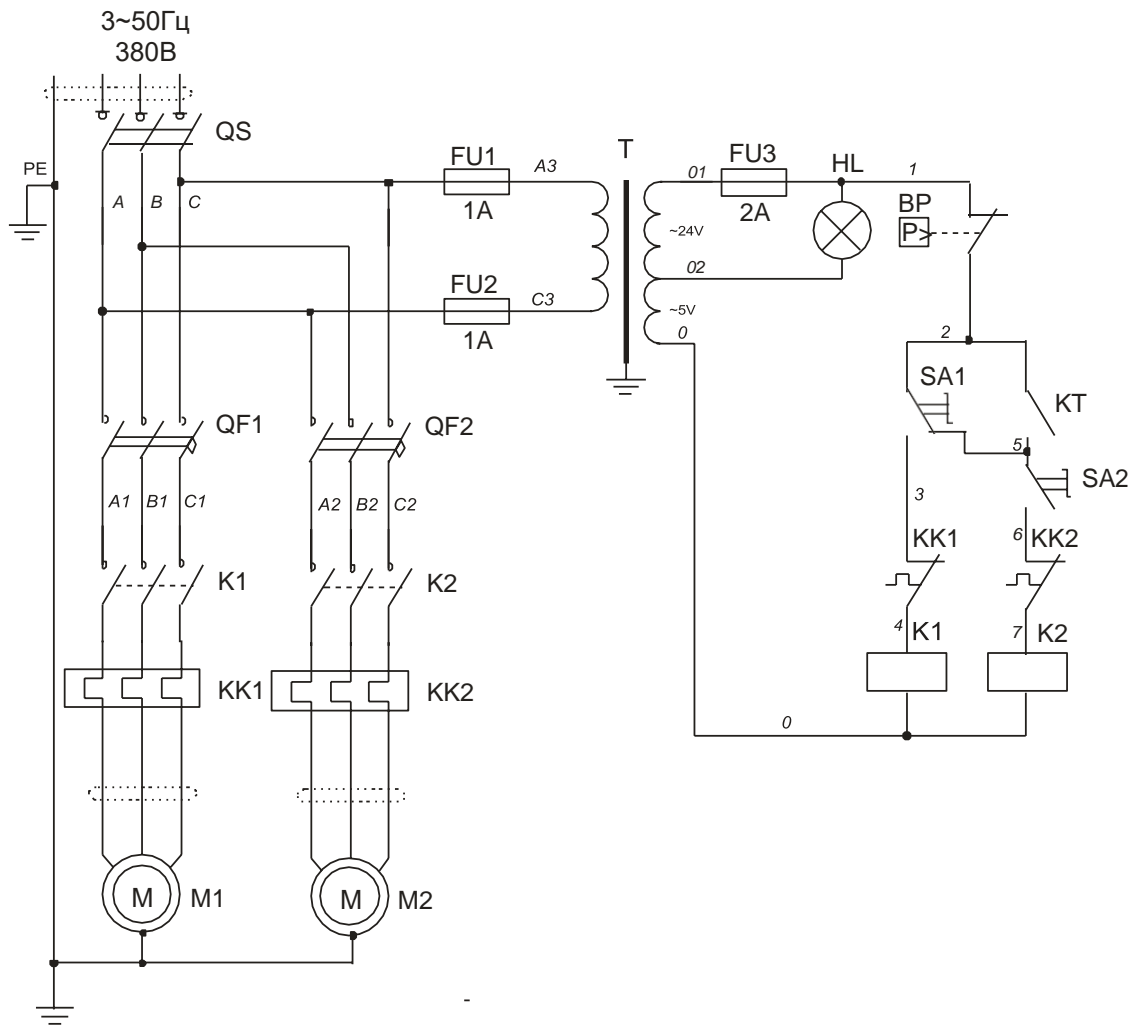 3~50Гц
380В
QS
PE
A B C
FU1
1A
A3
FU2
1A
C3
T
01
FU3
2A
HL
1
~24V
02
~5V
0
BP
P>
2
SA1
KT
5
SA2
3
6
KK1
KK2
4
K1
7
K2
0
QF1
QF2
A1 B1 C1
A2 B2 C2
K1
K2
KK1
KK2
M
M1
M
M2
-